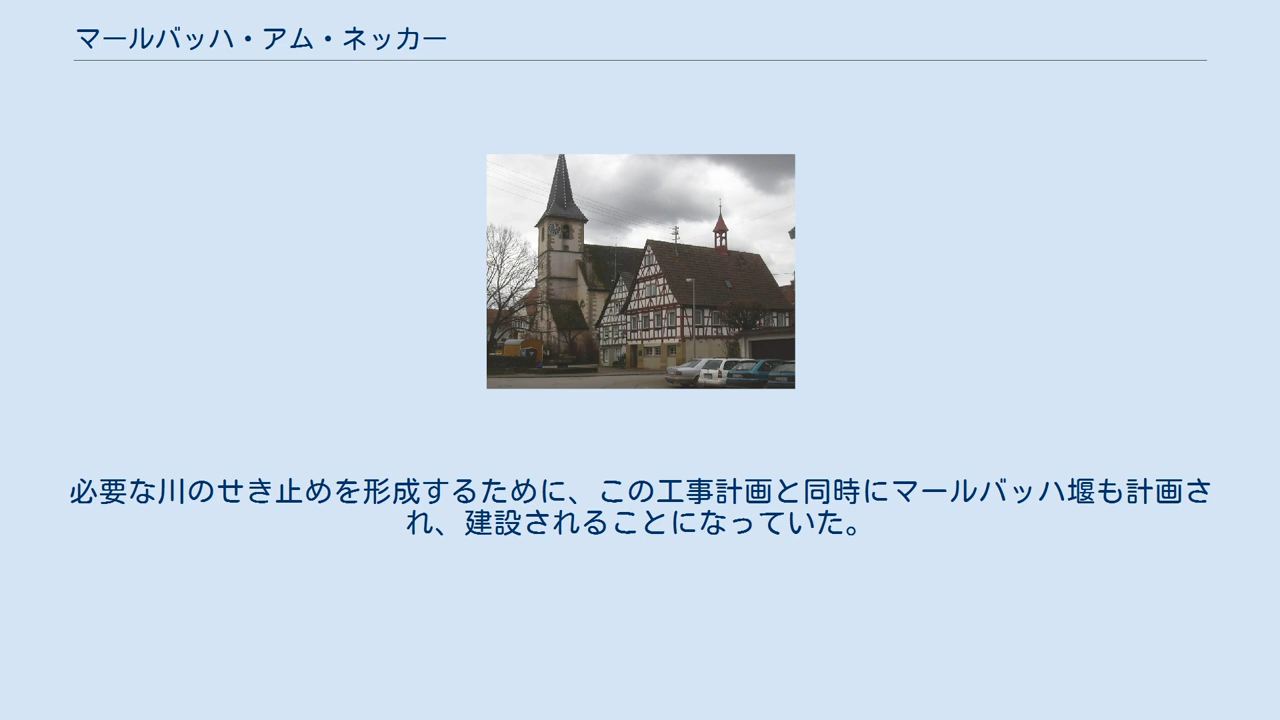 マールバッハ・アム・ネッカー
必要な川のせき止めを形成するために、この工事計画と同時にマールバッハ堰も計画さ
れ、建設されることになっていた。